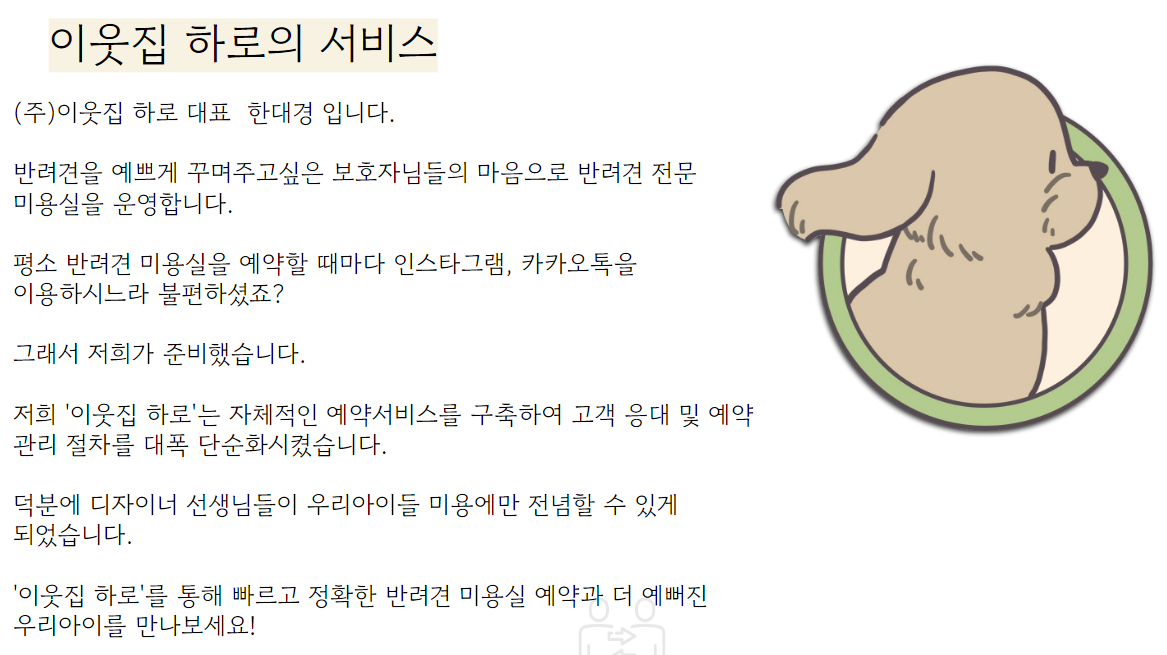 이웃집 하로의 서비스
(주)이웃집 하로 대표  한대경 입니다.
반려견을 예쁘게 꾸며주고싶은 보호자님들의 마음으로 반려견 전문
미용실을 운영합니다.
평소 반려견 미용실을 예약할 때마다 인스타그램, 카카오톡을
이용하시느라 불편하셨죠?
그래서 저희가 준비했습니다.
저희 '이웃집 하로'는 자체적인 예약서비스를 구축하여 고객 응대 및 예약
관리 절차를 대폭 단순화시켰습니다.
덕분에 디자이너 선생님들이 우리아이들 미용에만 전념할 수 있게
되었습니다.
'이웃집 하로'를 통해 빠르고 정확한 반려견 미용실 예약과 더 예뻐진
우리아이를 만나보세요!